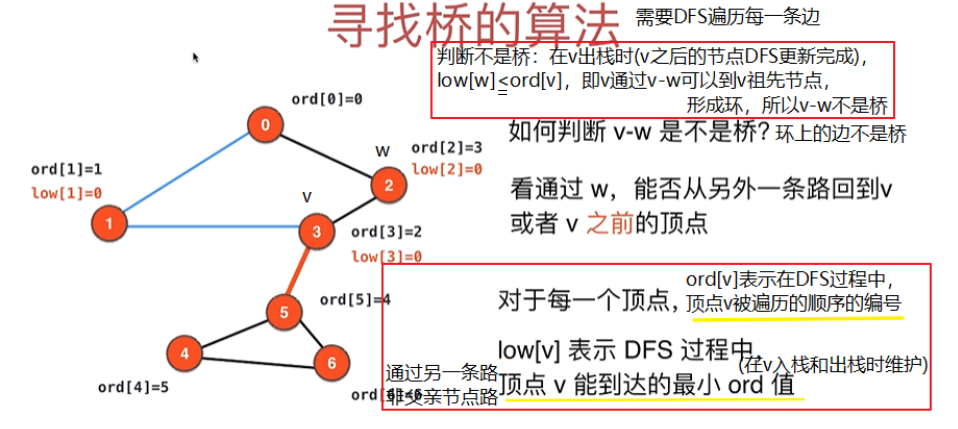 寻找桥的算法
需要DFS遍历每一条边
判断不是桥：在v出栈时(v之后的节点DFS更新完成)，
low[w]<=ord[v]，即v通过v-w可以到v祖先节点，
形成环，所以v-w不是桥
如何判断 v-w 是不是桥? 环上的边不是桥
看通过 w，能否从另外一条路回到v
或者 v 之前的顶点
ord[0]=0
0
w
ord[2]=3
low[2]=0
2
ord[1]=1
low[1]=0
1
v
3
ord[3]=2
low[3]=0
ord[5]=4
5
4
6
ord[4]=5
对于每一个顶点，
ord[v]表示在DFS过程中，
顶点v被遍历的顺序的编号
low[v] 表示 DFS 过程中，
(在v入栈和出栈时维护)
通过另一条路
非父亲节点路
顶点 v 能到达的最小 ord 值